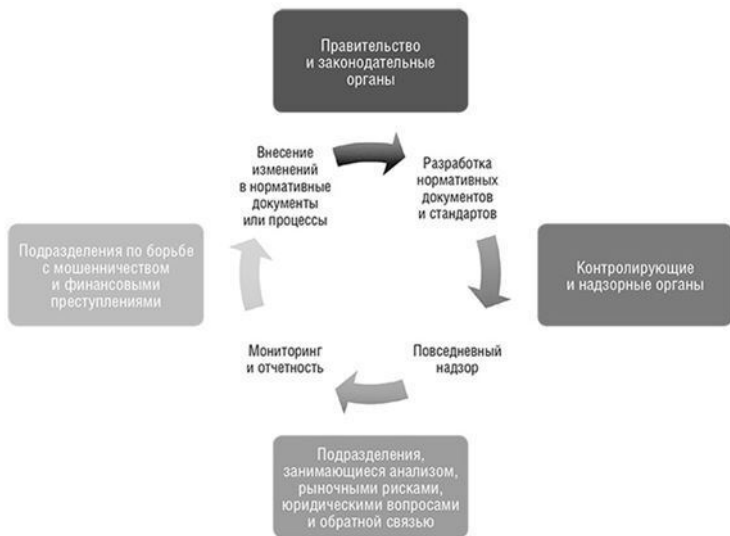 Правительство
и законодательные
органы
Внесение
изменений
в нормативные
документы
или процессы
Разработка
нормативных
документов
и стандартов
Подразделения по борьбе
с мошенничеством
и финансовыми
преступлениями
Контролирующие
и надзорные органы
Мониторинг
и отчетность
Повседневный
надзор
Подразделения,
занимающиеся анализом,
рыночными рисками,
юридическими вопросами
и обратной связью